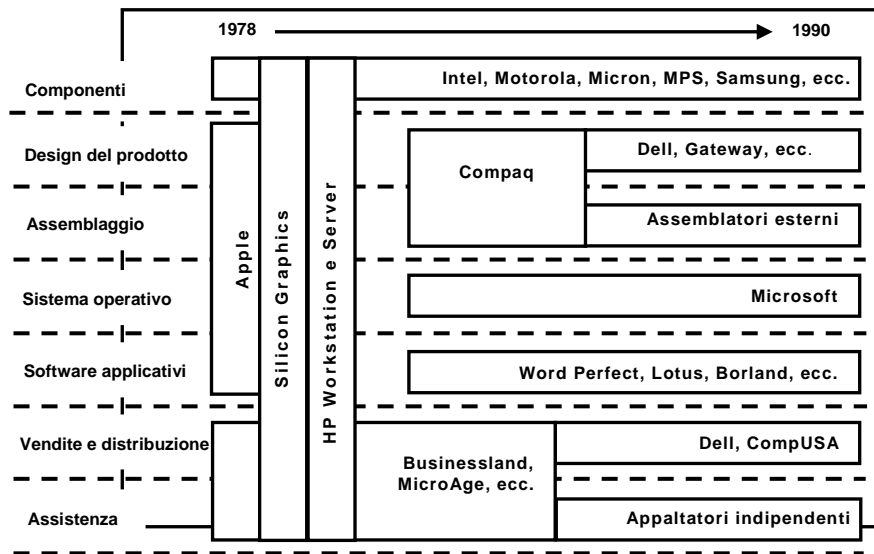 1978
1990
Componenti
Intel, Motorola, Micron, MPS, Samsung, ecc.
Design del prodotto
Dell, Gateway, ecc.
Compaq
Assemblaggio
Assemblatori esterni
Apple
Silicon Graphics
HP Workstation e Server
Sistema operativo
Microsoft
Software applicativi
Word Perfect, Lotus, Borland, ecc.
Vendite e distribuzione
Businessland,
MicroAge, ecc.
Dell, CompUSA
Assistenza
Appaltatori indipendenti